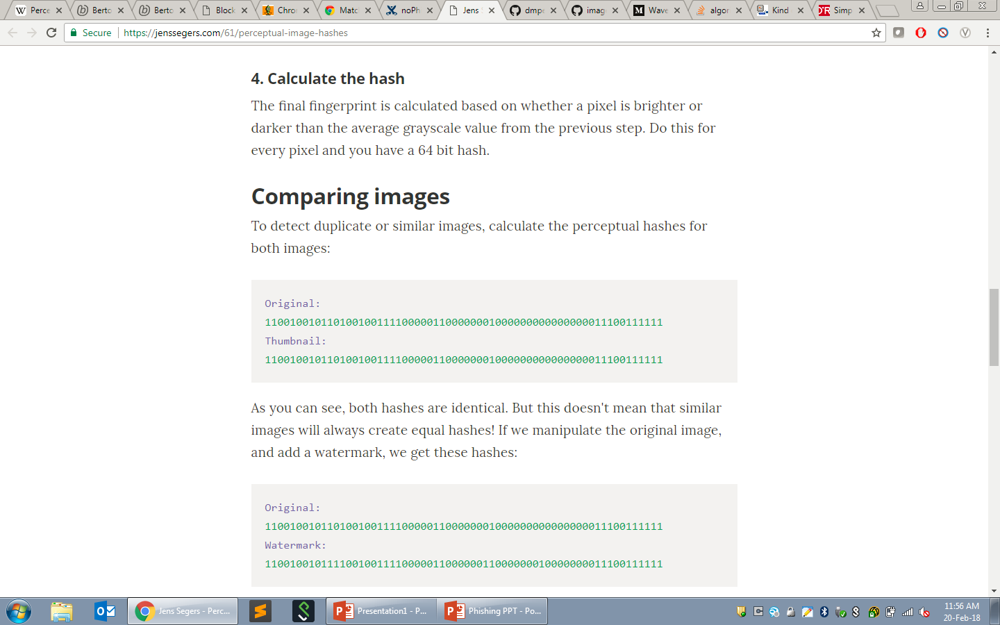 Perce
Berto
Berto
Block
Chron
Matc
noPh
Jens S
dmpe
imag
Wave
algor
Kind
Simp
Secure
https://jenssegers.com/61/perceptual-image-hashes
4. Calculate the hash
The final fingerprint is calculated based on whether a pixel is brighter or
darker than the average grayscale value from the previous step. Do this for
every pixel and you have a 64 bit hash.
Comparing images
To detect duplicate or similar images, calculate the perceptual hashes for
both images:
Original:
1100100101101001001111000001100000001000000000000000011100111111
Thumbnail:
1100100101101001001111000001100000001000000000000000011100111111
As you can see, both hashes are identical. But this doesn't mean that similar
images will always create equal hashes! If we manipulate the original image,
and add a watermark, we get these hashes:
Original:
1100100101101001001111000001100000001000000000000000011100111111
Watermark:
1100100101111001001111000001100000011000000010000000011100111111
Jens Segers - Perc...
Presentation1 - P...
Phishing PPT - Po...
11:56 AM
20-Feb-18